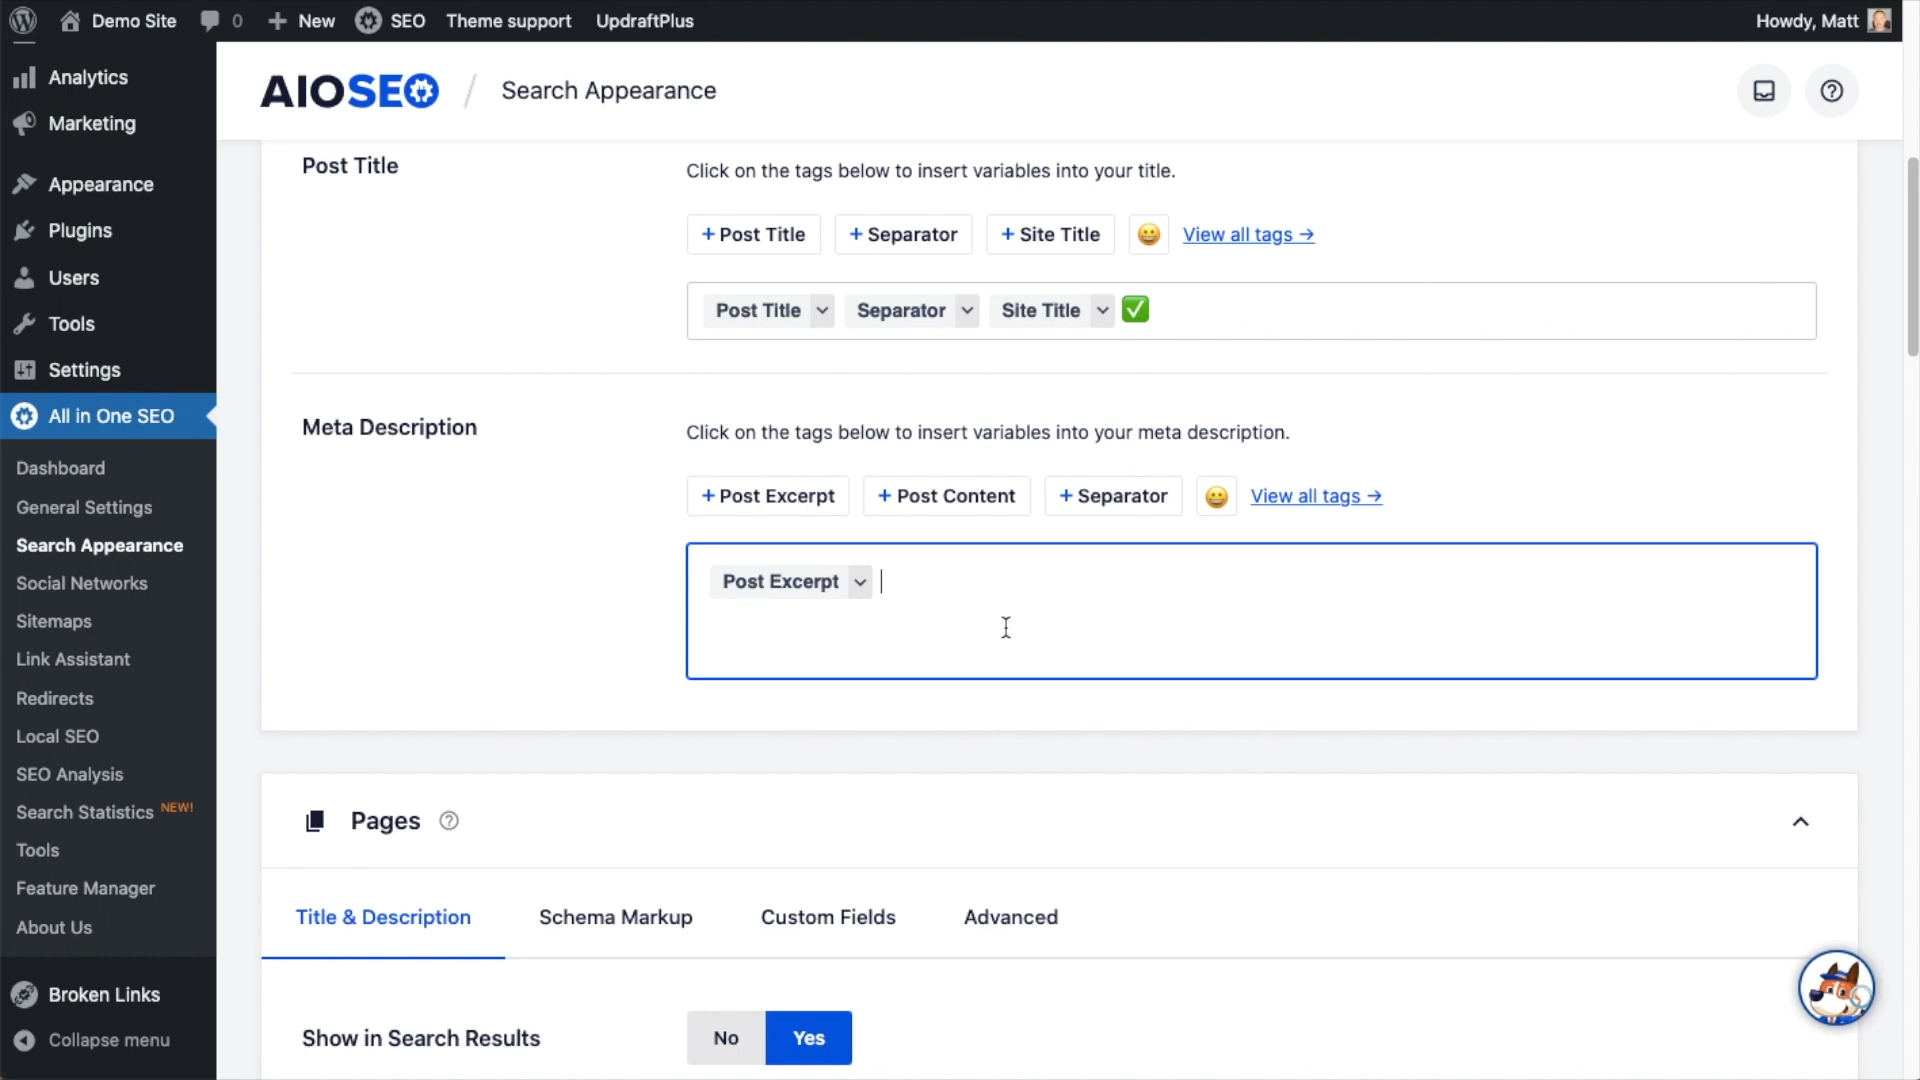 Demo Site
0
New
SEO
Theme support
UpdraftPlus
Howdy, Matt
Analytics
Marketing
Appearance
Plugins
Users
Tools
Settings
All in One SEO
Dashboard
General Settings
Search Appearance
Social Networks
Sitemaps
Link Assistant
Redirects
Local SEO
SEO Analysis
Search Statistics NEW!
Tools
Feature Manager
About Us
Broken Links
Collapse menu
AIOSEO / Search Appearance
Post Title
Click on the tags below to insert variables into your title.
+ Post Title
+ Separator
+ Site Title
😀
View all tags →
Post Title
Separator
Site Title
✅
Meta Description
Click on the tags below to insert variables into your meta description.
+ Post Excerpt
+ Post Content
+ Separator
😀
View all tags →
Post Excerpt
Pages
Title & Description
Schema Markup
Custom Fields
Advanced
Show in Search Results
No
Yes